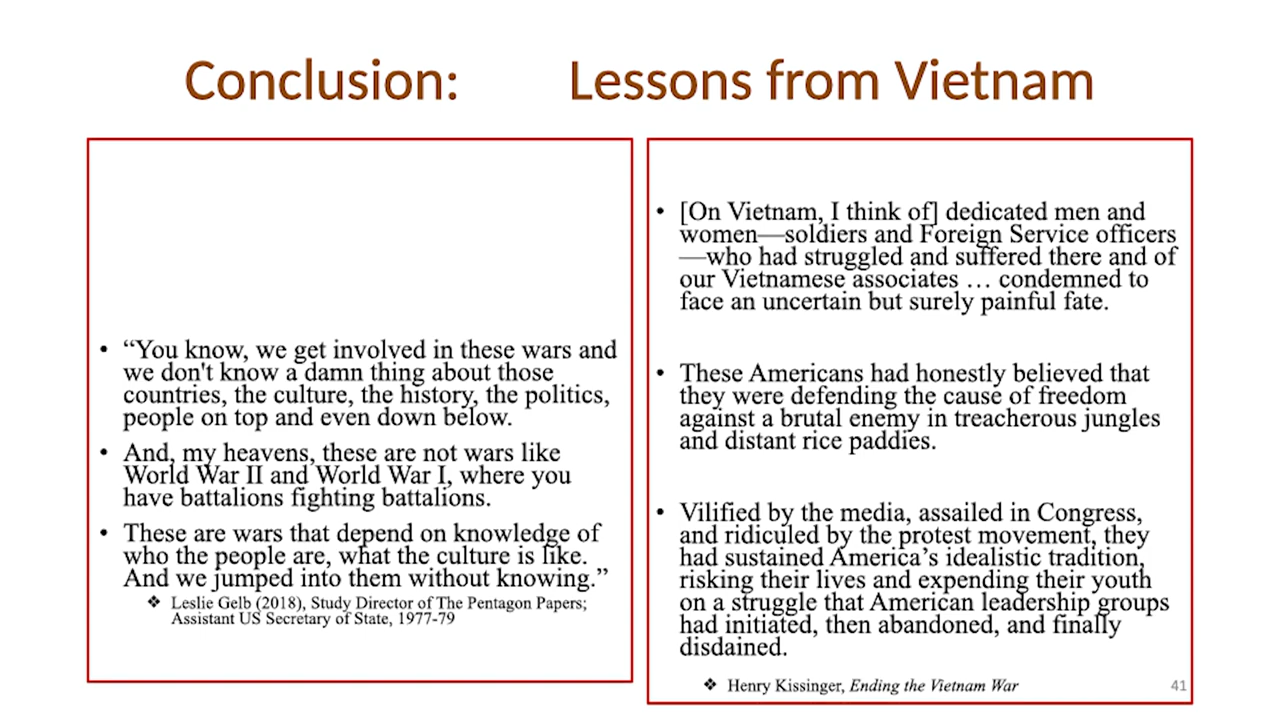 Conclusion: Lessons from Vietnam
• “You know, we get involved in these wars and
we don't know a damn thing about those
countries, the culture, the history, the politics,
people on top and even down below.
• And, my heavens, these are not wars like
World War II and World War I, where you
have battalions fighting battalions.
• These are wars that depend on knowledge of
who the people are, what the culture is like.
And we jumped into them without knowing.”
❖ Leslie Gelb (2018), Study Director of The Pentagon Papers;
Assistant US Secretary of State, 1977-79
• [On Vietnam, I think of] dedicated men and
women—soldiers and Foreign Service officers
—who had struggled and suffered there and of
our Vietnamese associates … condemned to
face an uncertain but surely painful fate.
• These Americans had honestly believed that
they were defending the cause of freedom
against a brutal enemy in treacherous jungles
and distant rice paddies.
• Vilified by the media, assailed in Congress,
and ridiculed by the protest movement, they
had sustained America’s idealistic tradition,
risking their lives and expending their youth
on a struggle that American leadership groups
had initiated, then abandoned, and finally
disdained.
❖ Henry Kissinger, Ending the Vietnam War
41